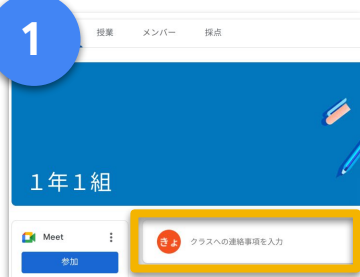 1
授業 メンバー 採点
1年1組
Meet
きょ クラスへの連絡事項を入力
参加